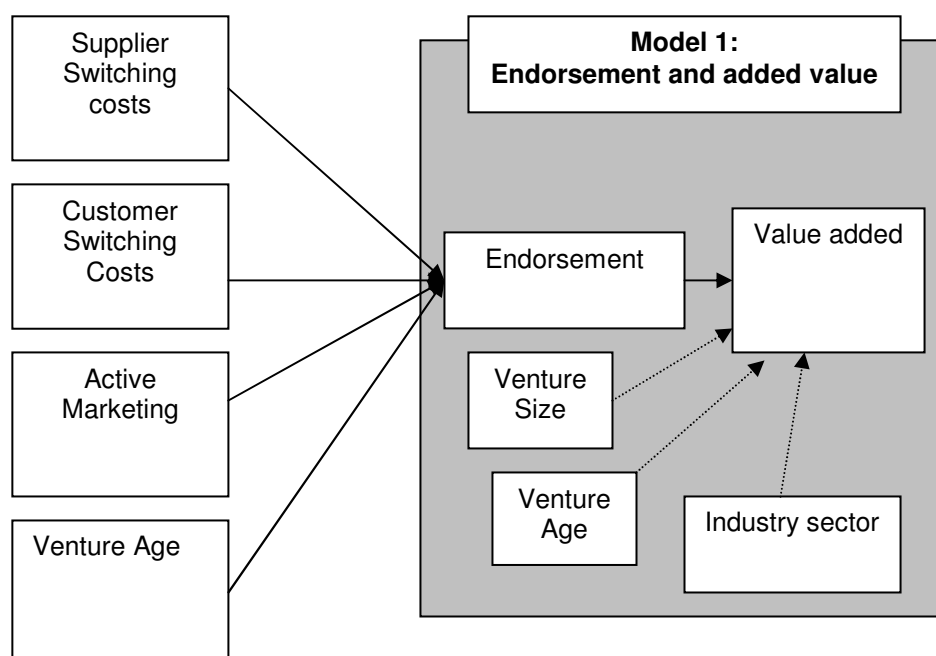 Supplier
Switching
costs
Customer
Switching
Costs
Active
Marketing
Venture Age
Model 1:
Endorsement and added value
Endorsement
Value added
Venture
Size
Venture
Age
Industry sector